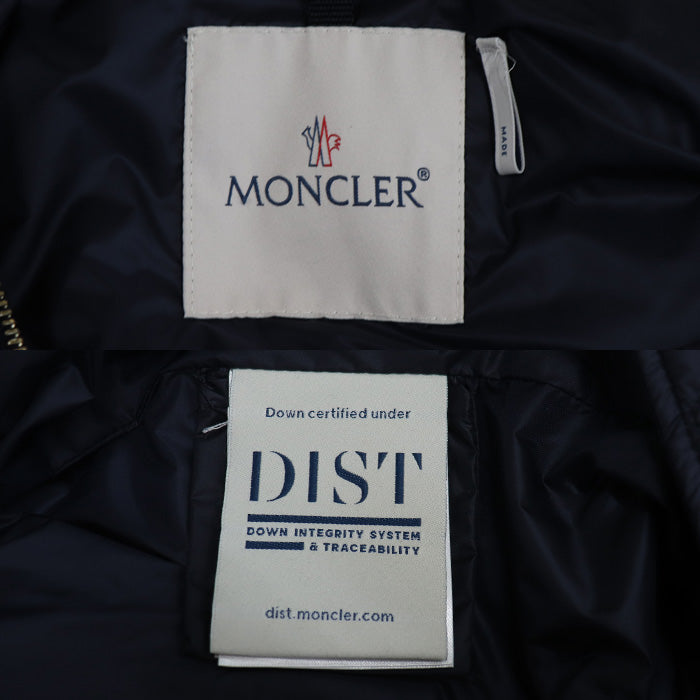 MONCLER®
MADE
Down certified under
DIST
DOWN INTEGRITY SYSTEM
& TRACEABILITY
dist.moncler.com